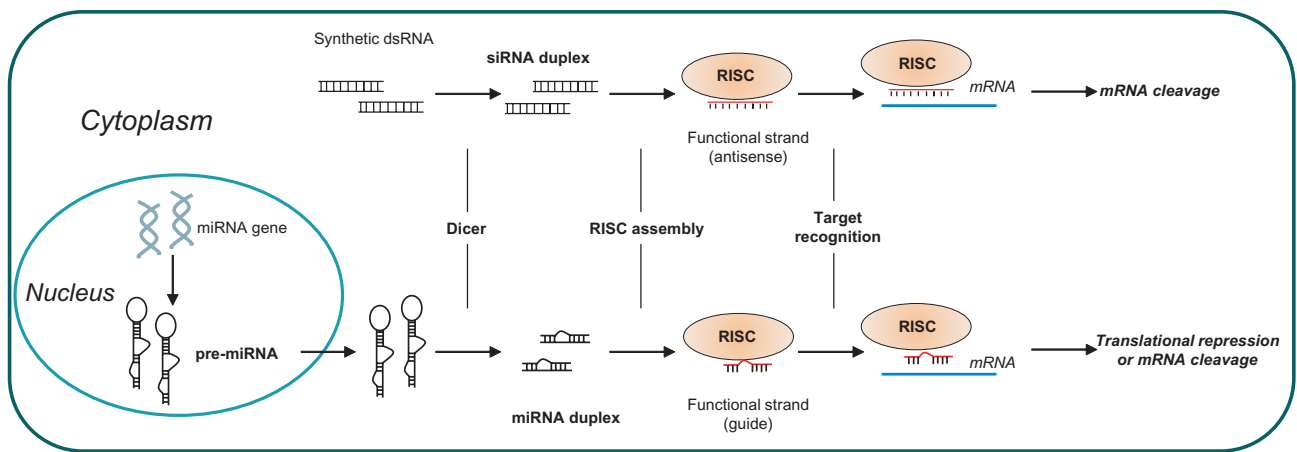 Synthetic dsRNA
siRNA duplex
RISC
RISC
mRNA
mRNA cleavage
Functional strand
(antisense)
Cytoplasm
miRNA gene
Dicer
RISC assembly
Target
recognition
Nucleus
pre-miRNA
RISC
RISC
mRNA
Translational repression
or mRNA cleavage
miRNA duplex
Functional strand
(guide)